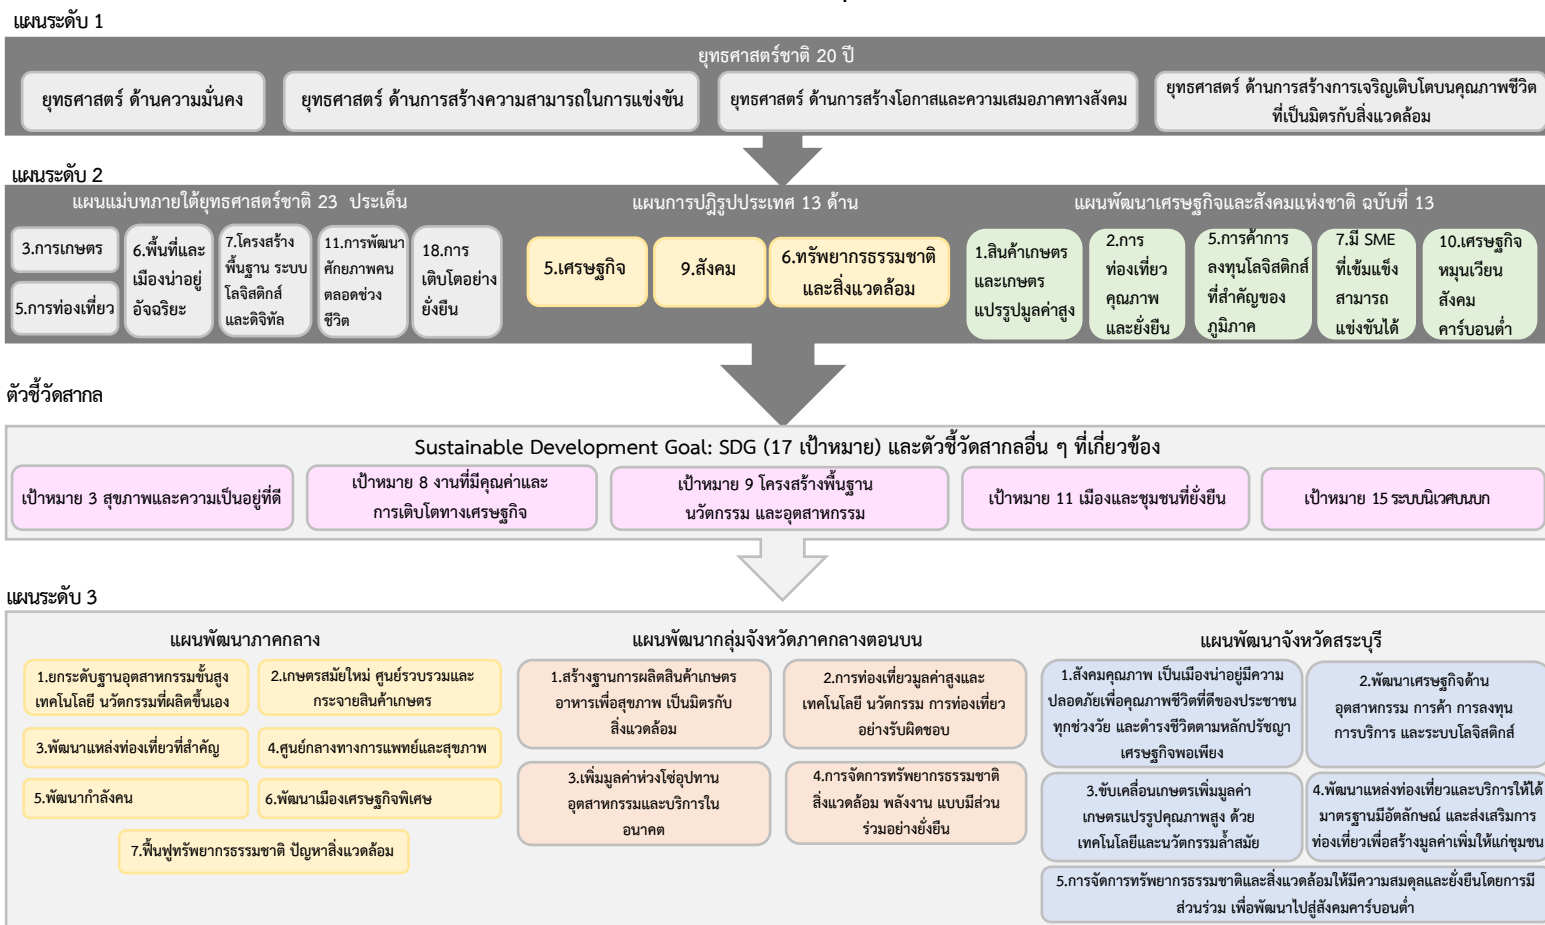 แผนระดับ 1
ยุทธศาสตร์ชาติ 20 ปี
ยุทธศาสตร์ ด้านความมั่นคง
ยุทธศาสตร์ ด้านการสร้างความสามารถในการแข่งขัน
ยุทธศาสตร์ ด้านการสร้างโอกาสและความเสมอภาคทางสังคม
ยุทธศาสตร์ ด้านการสร้างการเจริญเติบโตบนคุณภาพชีวิต
ที่เป็นมิตรกับสิ่งแวดล้อม
แผนระดับ 2
แผนแม่บทภายใต้ยุทธศาสตร์ชาติ 23 ประเด็น
3.การเกษตร
5.การท่องเที่ยว
6.พื้นที่และ
เมืองน่าอยู่
อัจฉริยะ
7.โครงสร้าง
พื้นฐาน ระบบ
โลจิสติกส์
และดิจิทัล
11.การพัฒนา
ศักยภาพคน
ตลอดช่วง
ชีวิต
18.การ
เติบโตอย่าง
ยั่งยืน
แผนการปฎิรูปประเทศ 13 ด้าน
5.เศรษฐกิจ
9.สังคม
6.ทรัพยากรธรรมชาติ
และสิ่งแวดล้อม
แผนพัฒนาเศรษฐกิจและสังคมแห่งชาติ ฉบับที่ 13
1.สินค้าเกษตร
และเกษตร
แปรรูปมูลค่าสูง
2.การ
ท่องเที่ยว
คุณภาพ
และยั่งยืน
5.การค้าการ
ลงทุนโลจิสติกส์
ที่สำคัญของ
ภูมิภาค
7.มี SME
ที่เข้มแข็ง
สามารถ
แข่งขันได้
10.เศรษฐกิจ
หมุนเวียน
สังคม
คาร์บอนต่ำ
ตัวชี้วัดสากล
Sustainable Development Goal: SDG (17 เป้าหมาย) และตัวชี้วัดสากลอื่น ๆ ที่เกี่ยวข้อง
เป้าหมาย 3 สุขภาพและความเป็นอยู่ที่ดี
เป้าหมาย 8 งานที่มีคุณค่าและ
การเติบโตทางเศรษฐกิจ
เป้าหมาย 9 โครงสร้างพื้นฐาน
นวัตกรรม และอุตสาหกรรม
เป้าหมาย 11 เมืองและชุมชนที่ยั่งยืน
เป้าหมาย 15 ระบบนิเวศบนบก
แผนระดับ 3
แผนพัฒนาภาคกลาง
1.ยกระดับฐานอุตสาหกรรมขั้นสูง
เทคโนโลยี นวัตกรรมที่ผลิตขึ้นเอง
2.เกษตรสมัยใหม่ ศูนย์รวบรวมและ
กระจายสินค้าเกษตร
3.พัฒนาแหล่งท่องเที่ยวที่สำคัญ
4.ศูนย์กลางทางการแพทย์และสุขภาพ
5.พัฒนากำลังคน
6.พัฒนาเมืองเศรษฐกิจพิเศษ
7.ฟื้นฟูทรัพยากรธรรมชาติ ปัญหาสิ่งแวดล้อม
แผนพัฒนากลุ่มจังหวัดภาคกลางตอนบน
1.สร้างฐานการผลิตสินค้าเกษตร
อาหารเพื่อสุขภาพ เป็นมิตรกับ
สิ่งแวดล้อม
2.การท่องเที่ยวมูลค่าสูงและ
เทคโนโลยี นวัตกรรม การท่องเที่ยว
อย่างรับผิดชอบ
3.เพิ่มมูลค่าห่วงโซ่อุปทาน
อุตสาหกรรมและบริการใน
อนาคต
4.การจัดการทรัพยากรธรรมชาติ
สิ่งแวดล้อม พลังงาน แบบมีส่วน
ร่วมอย่างยั่งยืน
แผนพัฒนาจังหวัดสระบุรี
1.สังคมคุณภาพ เป็นเมืองน่าอยู่มีความ
ปลอดภัยเพื่อคุณภาพชีวิตที่ดีของประชาชน
ทุกช่วงวัย และดำรงชีวิตตามหลักปรัชญา
เศรษฐกิจพอเพียง
2.พัฒนาเศรษฐกิจด้าน
อุตสาหกรรม การค้า การลงทุน
การบริการ และระบบโลจิสติกส์
3.ขับเคลื่อนเกษตรเพิ่มมูลค่า
เกษตรแปรรูปคุณภาพสูง ด้วย
เทคโนโลยีและนวัตกรรมล้ำสมัย
4.พัฒนาแหล่งท่องเที่ยวและบริการให้ได้
มาตรฐานมีอัตลักษณ์ และส่งเสริมการ
ท่องเที่ยวเพื่อสร้างมูลค่าเพิ่มให้แก่ชุมชน
5.การจัดการทรัพยากรธรรมชาติและสิ่งแวดล้อมให้มีความสมดุลและยั่งยืนโดยการมี
ส่วนร่วม เพื่อพัฒนาไปสู่สังคมคาร์บอนต่ำ